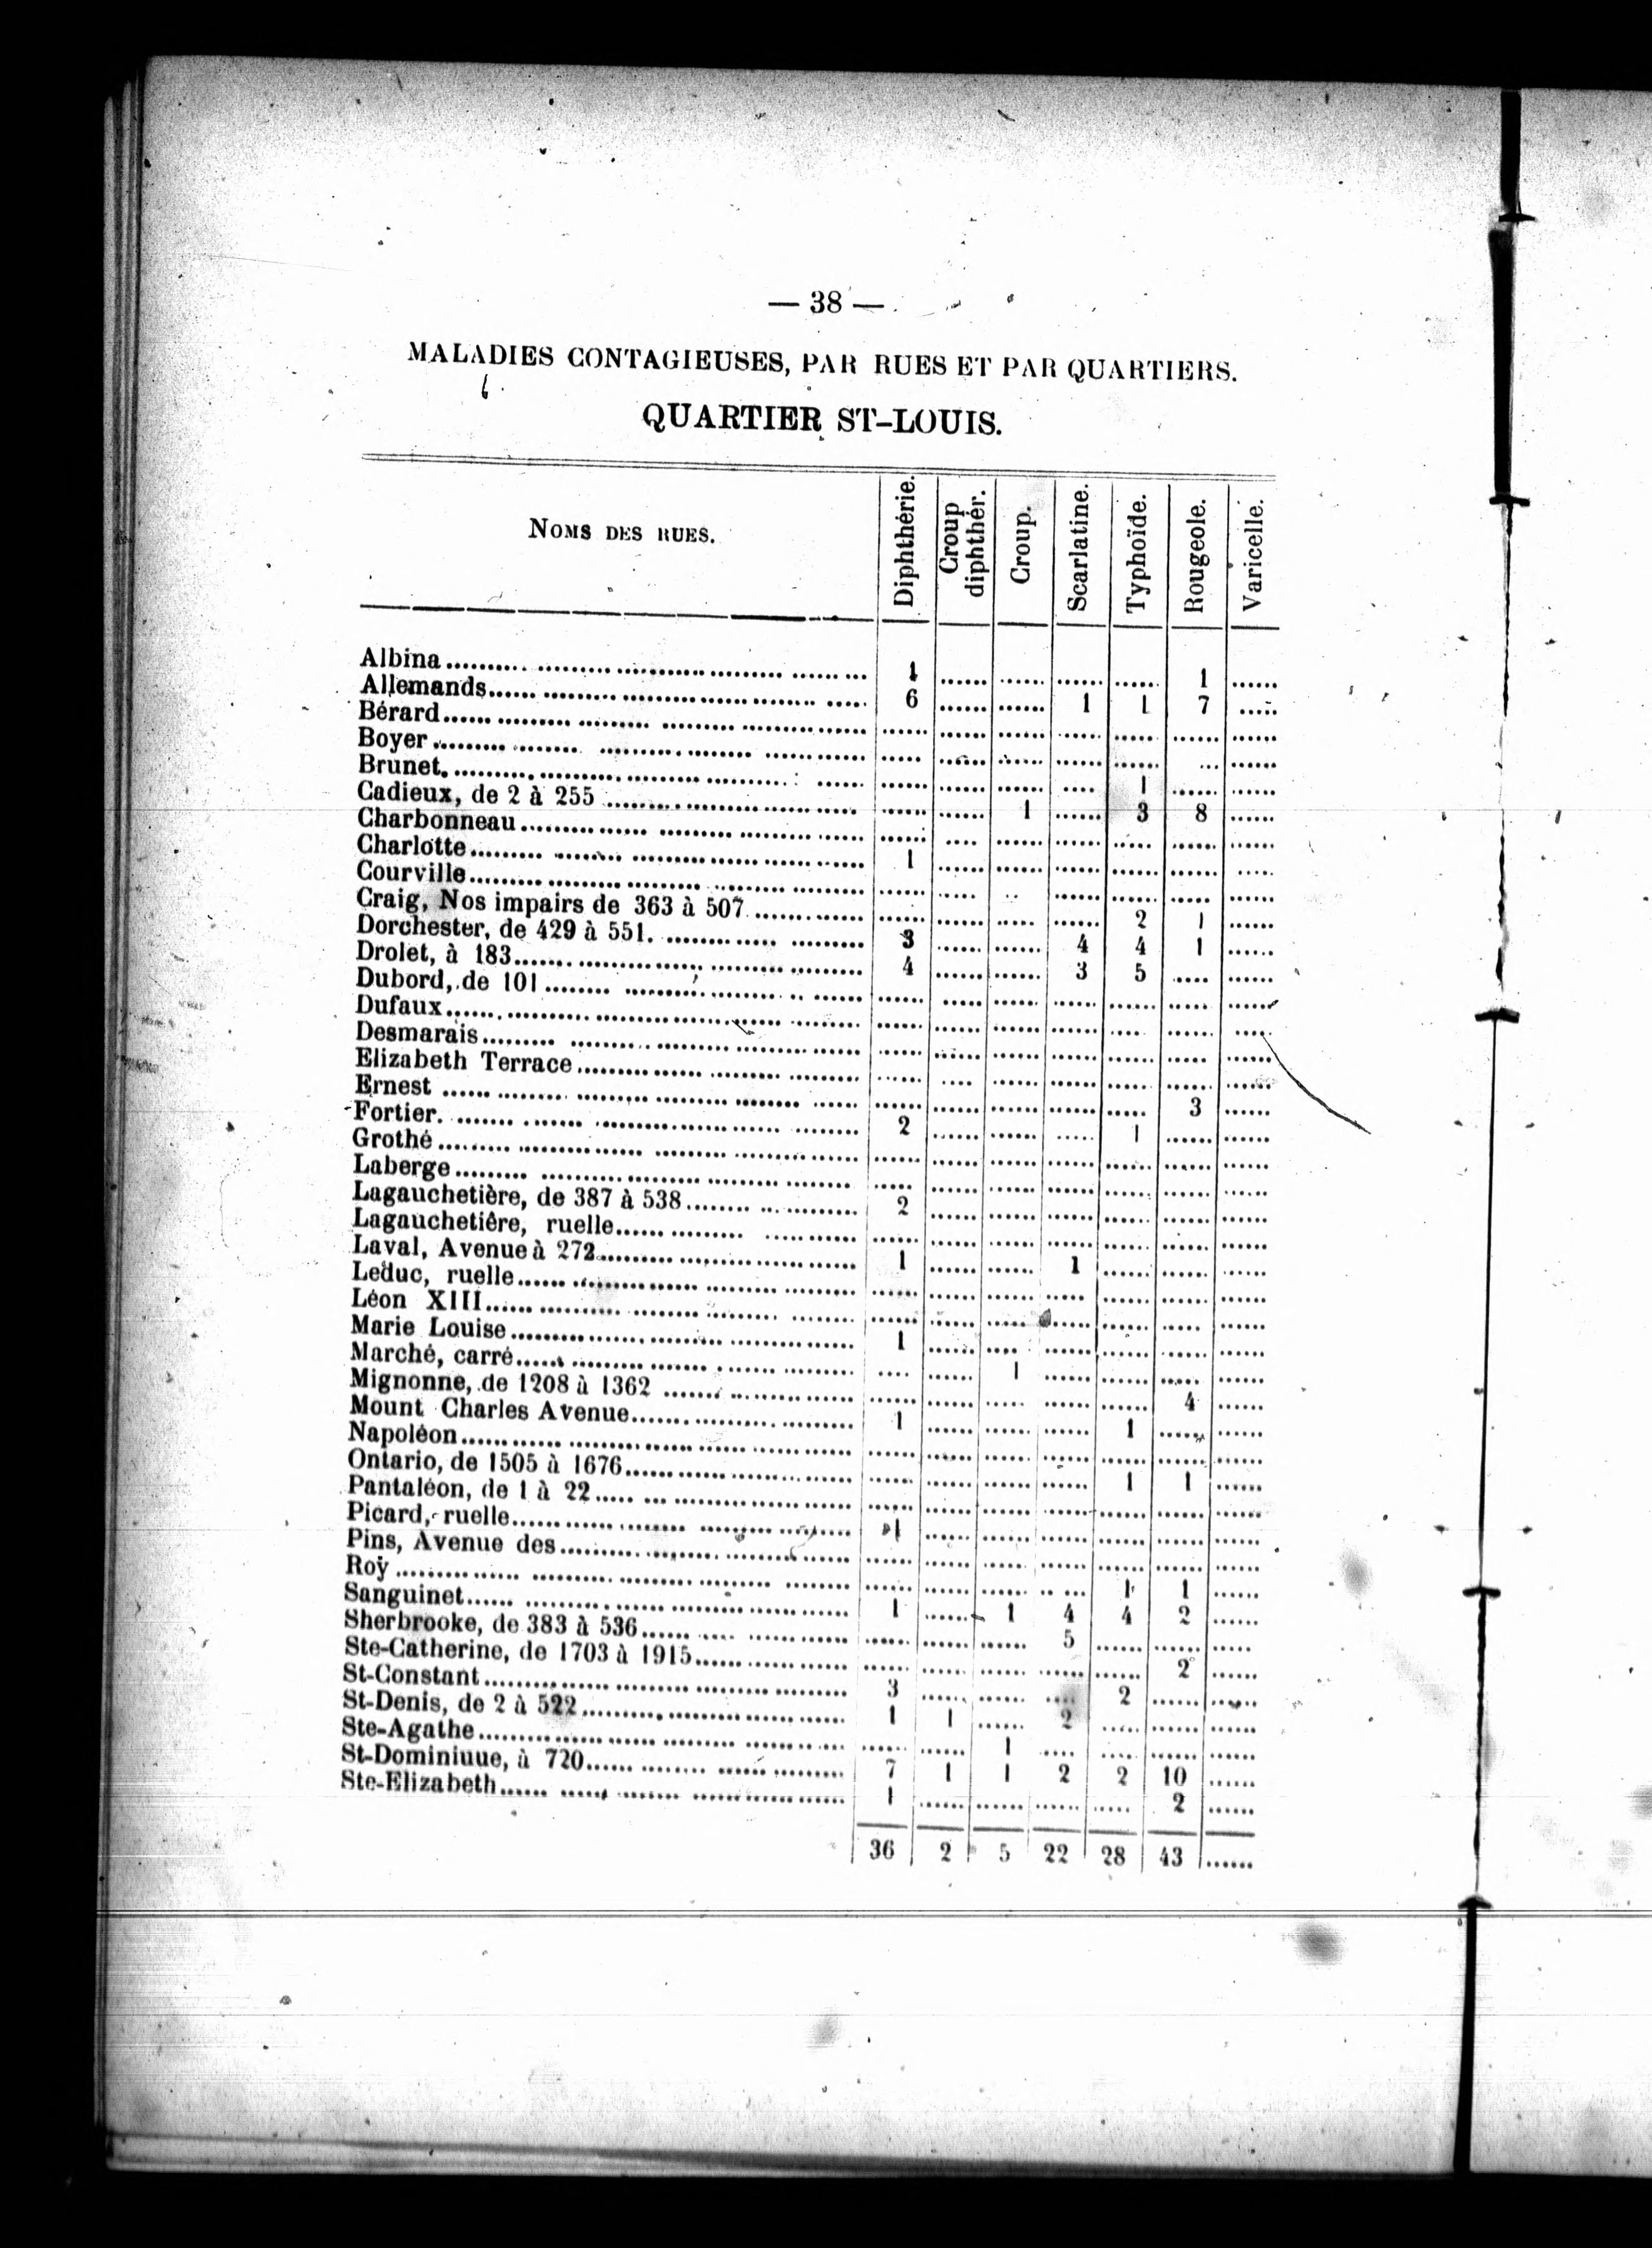 — 38 —
MALADIES CONTAGIEUSES, PAR RUES ET PAR QUARTIERS.
QUARTIER ST-LOUIS.
NOMS DES RUES. Diphthérie. Croup diphthér. Croup. Scarlatine. Typhoïde. Rougeole. Varicelle.
Albina...... 1 ...... ...... ...... ...... 1 ......
Allemands...... 6 ...... ...... 1 1 7 ......
Bérard...... ...... ...... ...... ...... ...... ...... ......
Boyer...... ...... ...... ...... ...... ...... ... ......
Brunet....... ...... ...... ...... .... 1 ...... ......
Cadieux, de 2 à 255 ...... ...... ...... 1 ...... 3 8 ......
Charbonneau...... ...... .... ...... ...... ..... ...... ......
Charlotte...... 1 ...... ...... ...... ...... ...... .....
Courville...... ...... ..... .. ...... ...... ..... ......
Craig, Nos impairs de 363 à 507...... ...... ...... ..... ...... 2 1 ......
Dorchester, de 429 à 551. ...... 3 ...... ...... 4 4 1 ......
Drolet, à 183...... 4 ...... ...... 3 5 ..... ......
Dubord, de 101...... ...... ..... ...... ...... ...... ..... ......
Dufaux...... ...... ...... ...... ...... .... ...... ....
Desmarais...... ...... ...... ...... ...... ...... ..... ......
Elizabeth Terrace...... ...... .... ...... ...... ...... ...... ......
Ernest ...... ...... ...... ...... ...... ..... 3 ......
Fortier. ...... 2 ...... ...... ..... 1 ...... ......
Grothé...... ...... ...... ...... ...... ...... ...... ......
Laberge...... ..... ...... ...... ...... ...... ...... ......
Lagauchetière, de 387 à 538...... 2 ...... ...... ...... ...... ...... ......
Lagauchetière, ruelle...... ...... ...... ...... ...... ...... ...... ......
Laval, Avenue à 272...... 1 ...... ...... 1 ...... ...... ......
Leduc, ruelle...... ...... ...... ...... ..... ...... ...... ......
Léon XIII...... ...... ...... ..... ...... ...... ..... ......
Marie Louise...... 1 ...... .... ...... ...... ...... ......
Marché, carré...... .... ...... 1 ...... ...... ..... ......
Mignonne, de 1208 à 1362 ...... ...... ...... ..... ...... ...... 4 ......
Mount Charles Avenue...... 1 ...... ...... ...... 1 ...... ......
Napoléon...... ...... ...... ...... ..... ...... ...... ......
Ontario, de 1505 à 1676...... ...... ...... ...... ...... 1 1 ......
Pantaléon, de 1 à 22...... ...... ...... ...... ...... ...... ...... ......
Picard, ruelle...... 1 ...... ...... ...... ...... ...... ......
Pins, Avenue des...... ...... ...... ...... ...... ...... ...... ......
Roy ...... ...... ...... ...... ..... 1 1 ......
Sanguinet...... 1 ...... 1 4 4 2 ......
Sherbrooke, de 383 à 536...... ...... ...... ...... 5 ...... ...... .....
Ste-Catherine, de 1703 à 1915...... ...... ...... ...... ...... ...... 2 ......
St-Constant...... 3 ...... ...... .... 2 ...... ......
St-Denis, de 2 à 522...... 1 1 ...... 2 ..... ...... ......
Ste-Agathe...... ...... ...... 1 .... ..... ...... ......
St-Dominiuue, à 720...... 7 1 1 2 2 10 ......
Ste-Elizabeth...... 1 ...... ...... ...... ..... 2 ......
36 2 5 22 28 43 ......